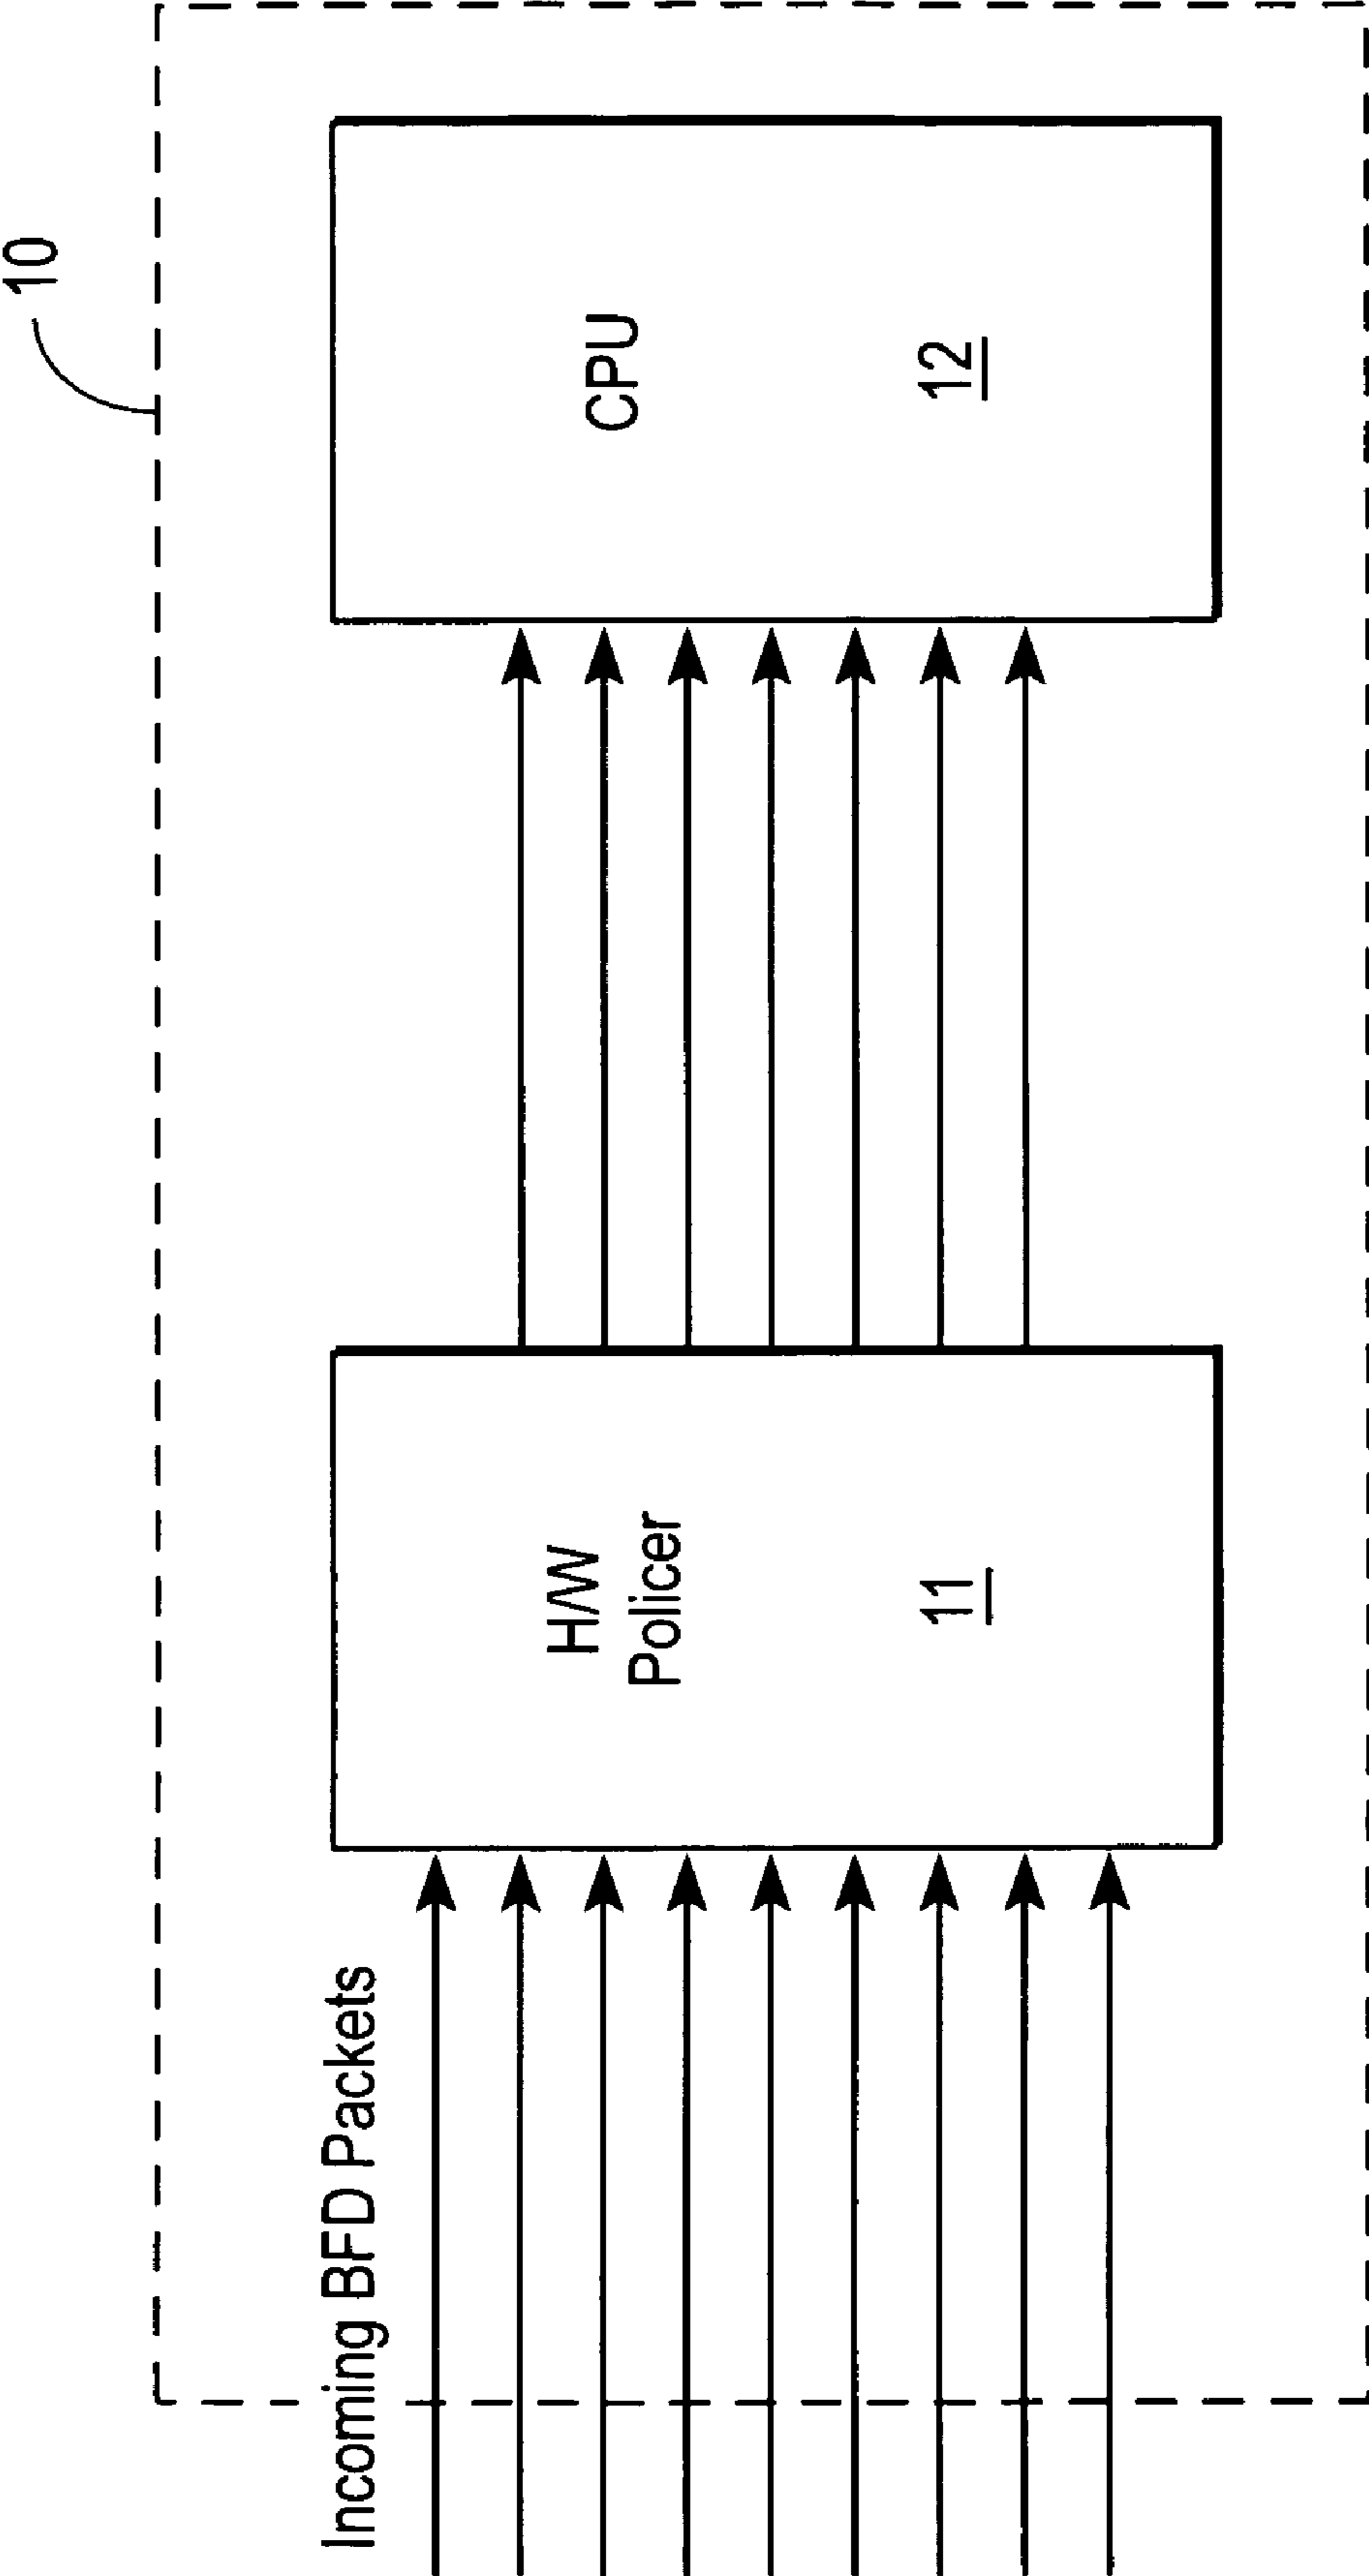 10
Incoming BFD Packets
H/W
Policer
11
CPU
12